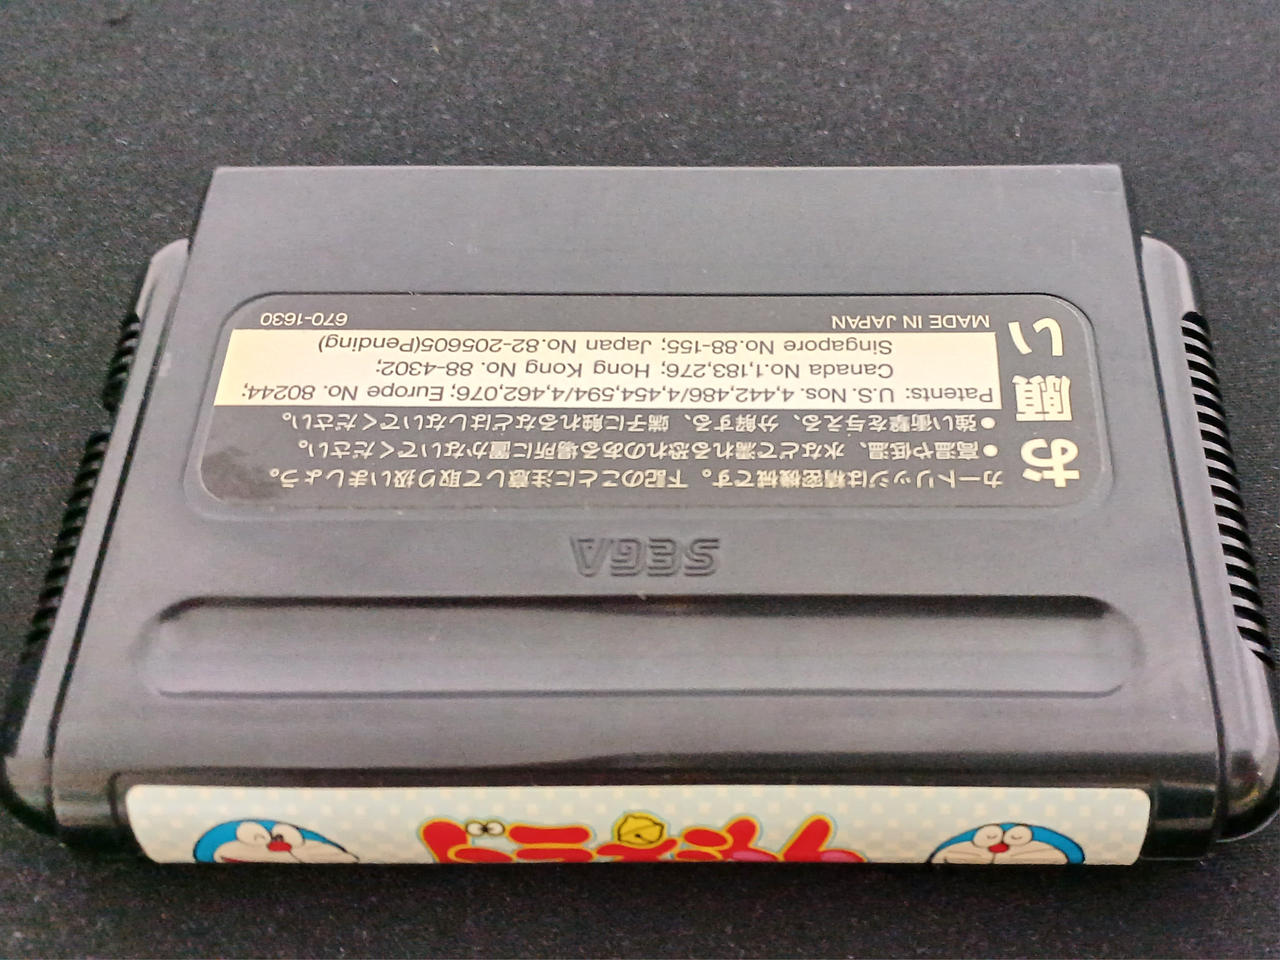 お願い
カートリッジは精密機械です。下記のことに注意して取り扱いましょう。
●高温や低温、水などで濡れる恐れのある場所に置かないでください。
●強い衝撃を与える、分解する、端子に触れるなどはしないでください。
Patents: U.S. Nos. 4,442,486/4,454,594/4,462,076; Europe No. 80244;
Canada No.1,183,276; Hong Kong No. 88-4302;
Singapore No.88-155; Japan No.82-205605(Pending)
MADE IN JAPAN 670-1630
SEGA
ドラえもん